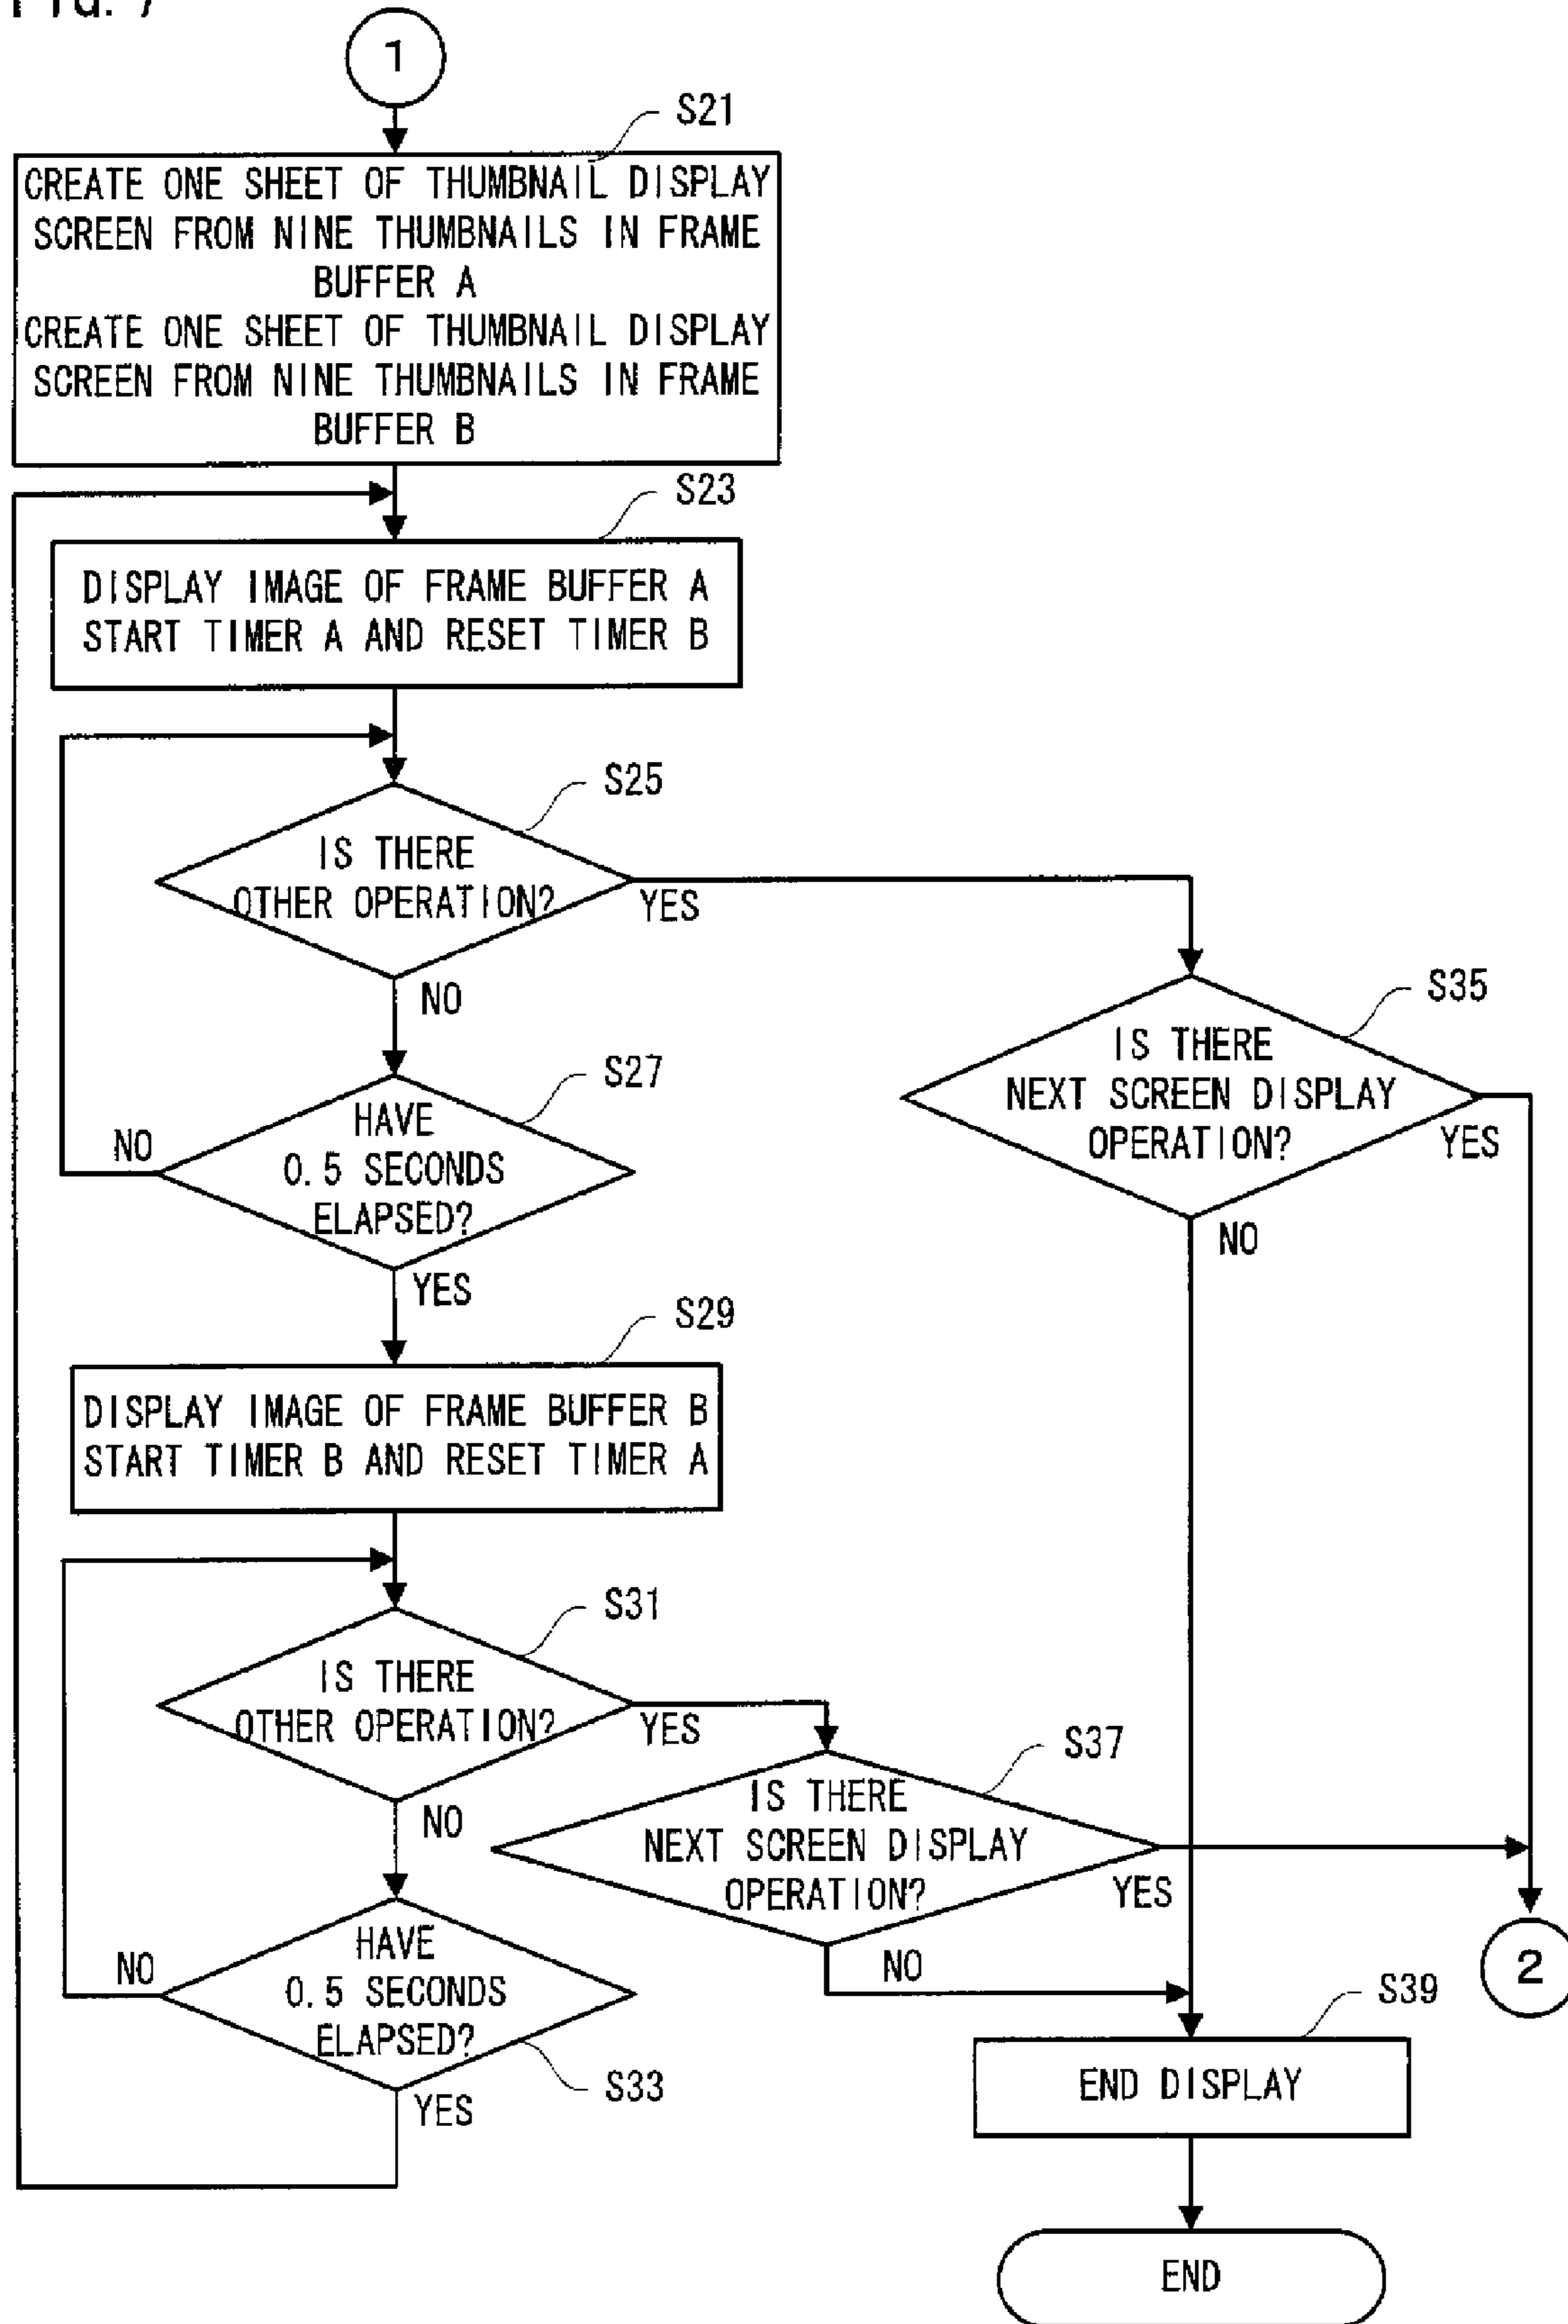 FIG. 7
1
S21
CREATE ONE SHEET OF THUMBNAIL DISPLAY
SCREEN FROM NINE THUMBNAILS IN FRAME
BUFFER A
CREATE ONE SHEET OF THUMBNAIL DISPLAY
SCREEN FROM NINE THUMBNAILS IN FRAME
BUFFER B
S23
DISPLAY IMAGE OF FRAME BUFFER A
START TIMER A AND RESET TIMER B
S25
IS THERE
OTHER OPERATION?
YES
NO
S35
IS THERE
NEXT SCREEN DISPLAY
OPERATION?
YES
NO
S27
HAVE
0.5 SECONDS
ELAPSED?
NO
YES
S29
DISPLAY IMAGE OF FRAME BUFFER B
START TIMER B AND RESET TIMER A
S31
IS THERE
OTHER OPERATION?
YES
NO
S37
IS THERE
NEXT SCREEN DISPLAY
OPERATION?
YES
NO
2
HAVE
0.5 SECONDS
ELAPSED?
NO
S33
YES
S39
END DISPLAY
END